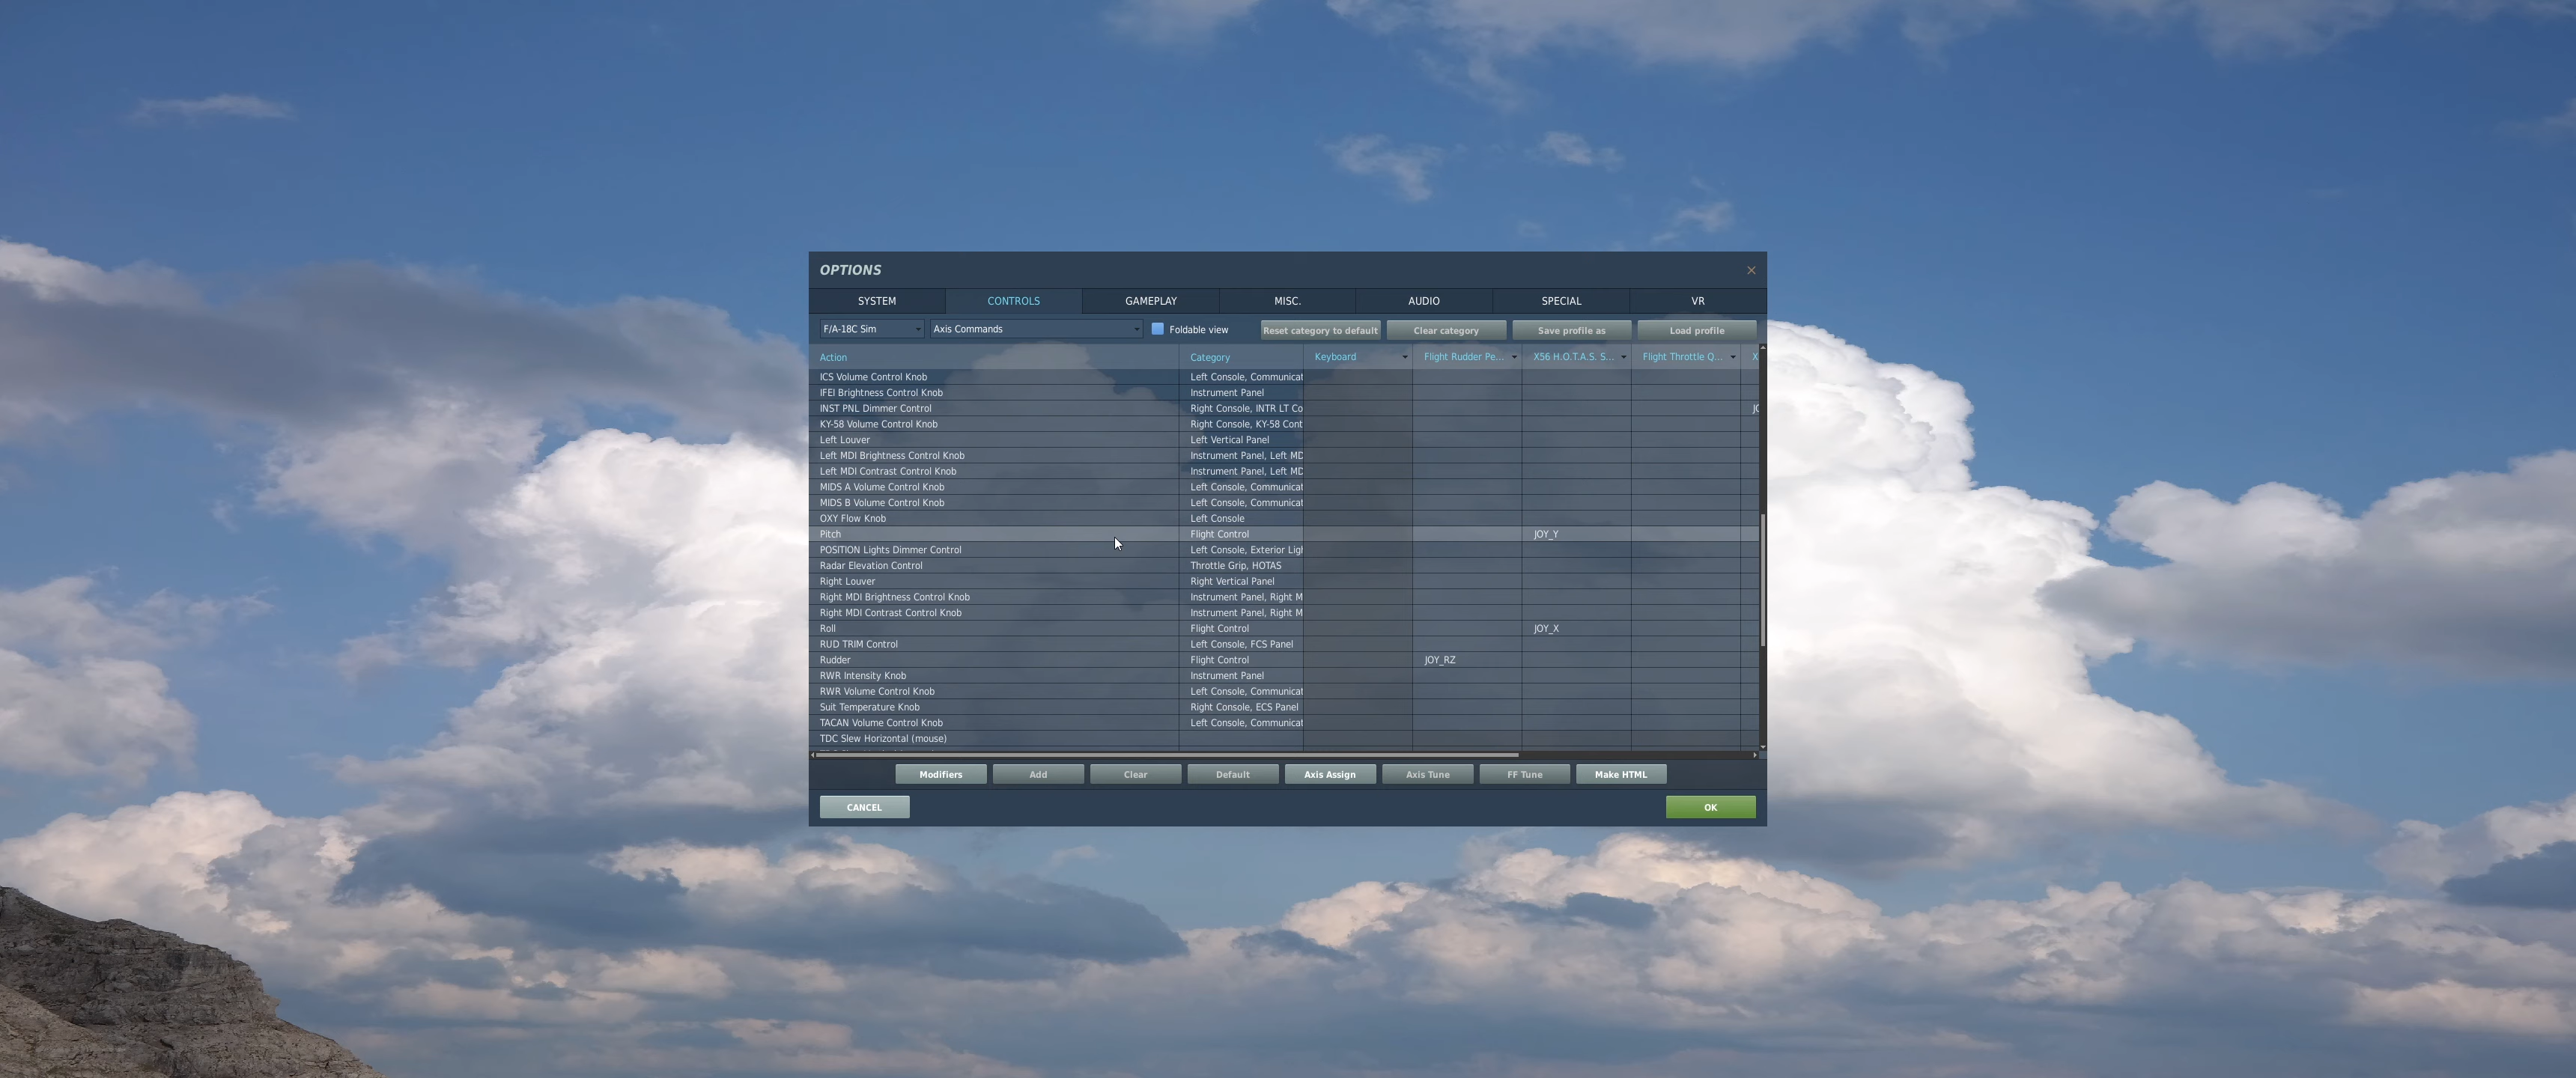 OPTIONS
SYSTEM CONTROLS GAMEPLAY MISC. AUDIO SPECIAL VR
F/A-18C Sim Axis Commands Foldable view Reset category to default Clear category Save profile as Load profile
Action Category Keyboard Flight Rudder Pe... X56 H.O.T.A.S. S... Flight Throttle Q... X
ICS Volume Control Knob Left Console, Communicat
IFEI Brightness Control Knob Instrument Panel
INST PNL Dimmer Control Right Console, INTR LT Co
KY-58 Volume Control Knob Right Console, KY-58 Cont
Left Louver Left Vertical Panel
Left MDI Brightness Control Knob Instrument Panel, Left MD
Left MDI Contrast Control Knob Instrument Panel, Left MD
MIDS A Volume Control Knob Left Console, Communicat
MIDS B Volume Control Knob Left Console, Communicat
OXY Flow Knob Left Console
Pitch Flight Control JOY_Y
POSITION Lights Dimmer Control Left Console, Exterior Ligh
Radar Elevation Control Throttle Grip, HOTAS
Right Louver Right Vertical Panel
Right MDI Brightness Control Knob Instrument Panel, Right M
Right MDI Contrast Control Knob Instrument Panel, Right M
Roll Flight Control JOY_X
RUD TRIM Control Left Console, FCS Panel
Rudder Flight Control JOY_RZ
RWR Intensity Knob Instrument Panel
RWR Volume Control Knob Left Console, Communicat
Suit Temperature Knob Right Console, ECS Panel
TACAN Volume Control Knob Left Console, Communicat
TDC Slew Horizontal (mouse)
Modifiers Add Clear Default Axis Assign Axis Tune FF Tune Make HTML
CANCEL OK